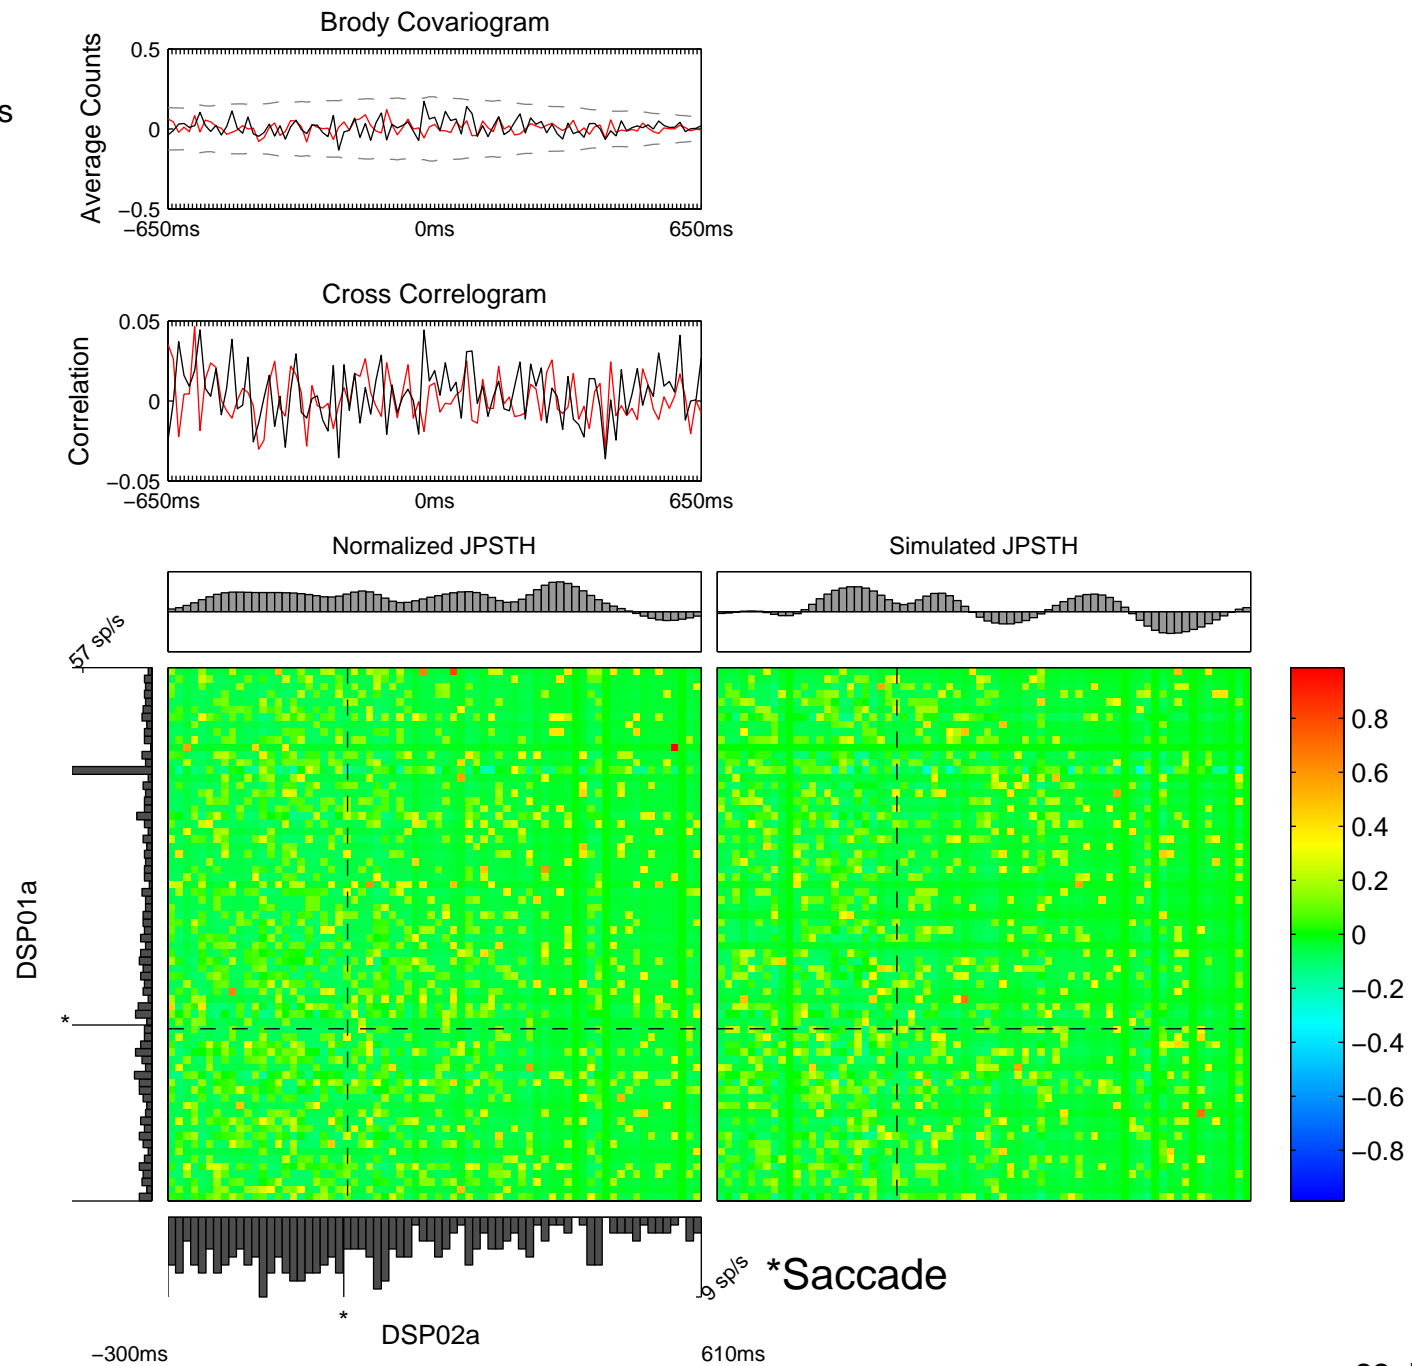 Brody Covariogram
s
Average Counts
0.5
0
−0.5
−650ms
0ms
650ms
Cross Correlogram
Correlation
0.05
0
−0.05
−650ms
0ms
650ms
Normalized JPSTH
Simulated JPSTH
57 sp/s
DSP01a
*
0.8
0.6
0.4
0.2
0
−0.2
−0.4
−0.6
−0.8
9 sp/s
*Saccade
*
DSP02a
−300ms
610ms